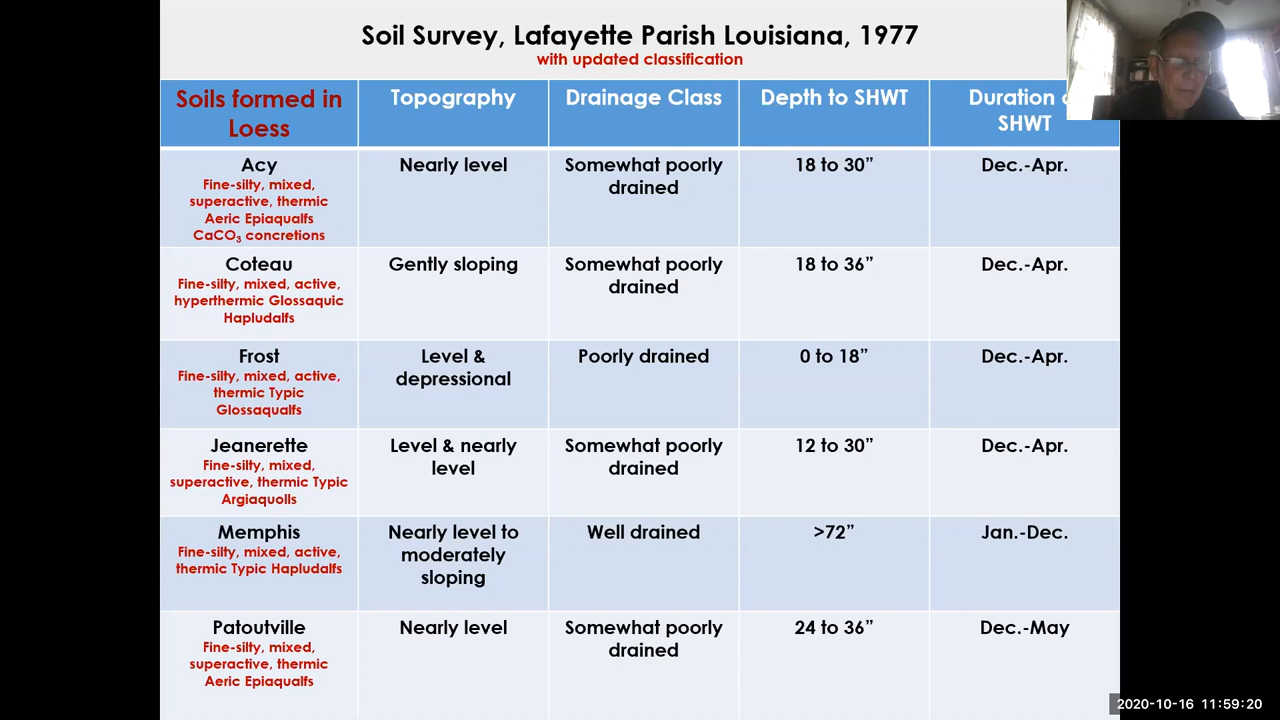 Soil Survey, Lafayette Parish Louisiana, 1977
with updated classification
Soils formed in
Loess
Topography
Drainage Class
Depth to SHWT
Duration
SHWT
Acy
Fine-silty, mixed,
superactive, thermic
Aeric Epiaqualfs
CaCO₃ concretions
Nearly level
Somewhat poorly
drained
18 to 30”
Dec.-Apr.
Coteau
Fine-silty, mixed, active,
hyperthermic Glossaquic
Hapludalfs
Gently sloping
Somewhat poorly
drained
18 to 36”
Dec.-Apr.
Frost
Fine-silty, mixed, active,
thermic Typic
Glossaqualfs
Level &
depressional
Poorly drained
0 to 18”
Dec.-Apr.
Jeanerette
Fine-silty, mixed,
superactive, thermic Typic
Argiaquolls
Level & nearly
level
Somewhat poorly
drained
12 to 30”
Dec.-Apr.
Memphis
Fine-silty, mixed, active,
thermic Typic Hapludalfs
Nearly level to
moderately
sloping
Well drained
>72”
Jan.-Dec.
Patoutville
Fine-silty, mixed,
superactive, thermic
Aeric Epiaqualfs
Nearly level
Somewhat poorly
drained
24 to 36”
Dec.-May
2020-10-16 11:59:20